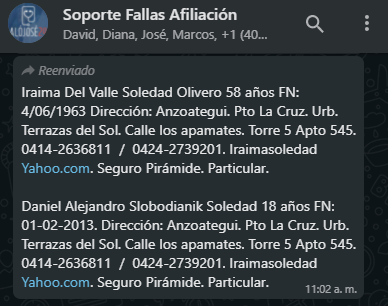 Soporte Fallas Afiliación
David, Diana, José, Marcos, +1 (40...
Reenviado
Iraima Del Valle Soledad Olivero 58 años FN:
4/06/1963 Dirección: Anzoategui. Pto La Cruz. Urb.
Terrazas del Sol. Calle los apamates. Torre 5 Apto 545.
0414-2636811 / 0424-2739201. Iraimasoledad
Yahoo.com. Seguro Pirámide. Particular.
Daniel Alejandro Slobodianik Soledad 18 años FN:
01-02-2013. Dirección: Anzoategui. Pto La Cruz. Urb.
Terrazas del Sol. Calle los apamates. Torre 5 Apto 545.
0414-2636811 / 0424-2739201. Iraimasoledad
Yahoo.com. Seguro Pirámide. Particular.
11:02 a. m.